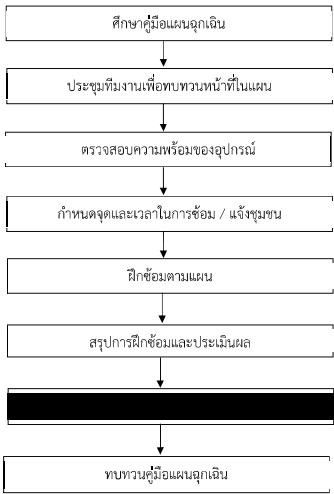 ศึกษาคู่มือแผนฉุกเฉิน
ประชุมทีมงานเพื่อทบทวนหน้าที่ในแผน
ตรวจสอบความพร้อมของอุปกรณ์
กำหนดจุดและเวลาในการซ้อม / แจ้งชุมชน
ฝึกซ้อมตามแผน
สรุปการฝึกซ้อมและประเมินผล
ทบทวนคู่มือแผนฉุกเฉิน